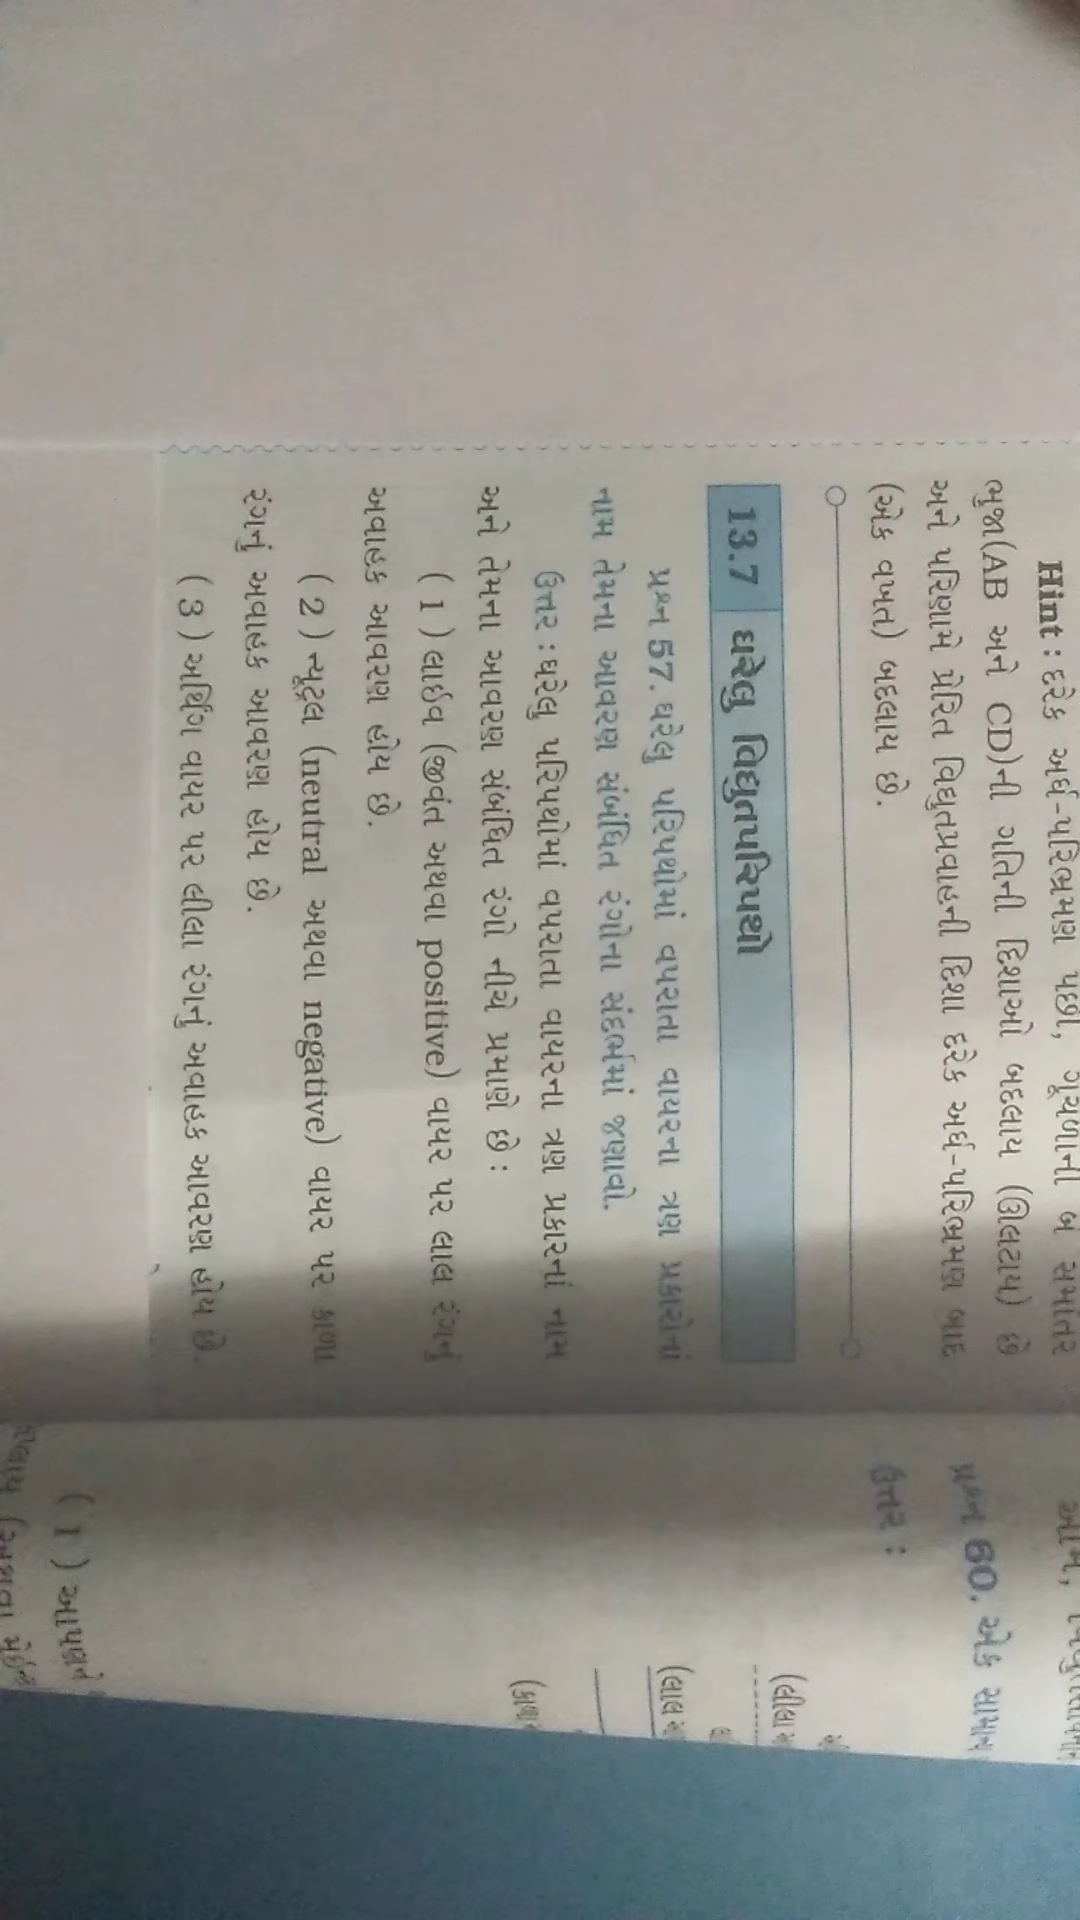 Hint : દરેક અર્ધ-પરિભ્રમણ પછી, ગૂંચળાની બે સમાંતર
ભુજા(AB અને CD)ની ગતિની દિશાઓ બદલાય (ઊલટાય) છે
અને પરિણામે પ્રેરિત વિદ્યુતપ્રવાહની દિશા દરેક અર્ધ-પરિભ્રમણ બાદ
(એક વખત) બદલાય છે.
13.7 ઘરેલુ વિદ્યુતપરિપથો
પ્રશ્ન 57. ઘરેલુ પરિપથોમાં વપરાતા વાયરના ત્રણ પ્રકારોનાં
નામ તેમના આવરણ સંબંધિત રંગોના સંદર્ભમાં જણાવો.
ઉત્તર : ઘરેલુ પરિપથોમાં વપરાતા વાયરના ત્રણ પ્રકારનાં નામ
અને તેમના આવરણ સંબંધિત રંગો નીચે પ્રમાણે છે :
( 1 ) લાઈવ (જીવંત અથવા positive) વાયર પર લાલ રંગનું
અવાહક આવરણ હોય છે.
( 2 ) ન્યૂટ્રલ (neutral અથવા negative) વાયર પર કાળા
રંગનું અવાહક આવરણ હોય છે.
( 3 ) અર્થિંગ વાયર પર લીલા રંગનું અવાહક આવરણ હોય છે.
આમ,
પ્રશ્ન 60. એક સામાન
ઉત્તર :
(લીલા
(લાલ
(કાળા
( 1 ) આપણે